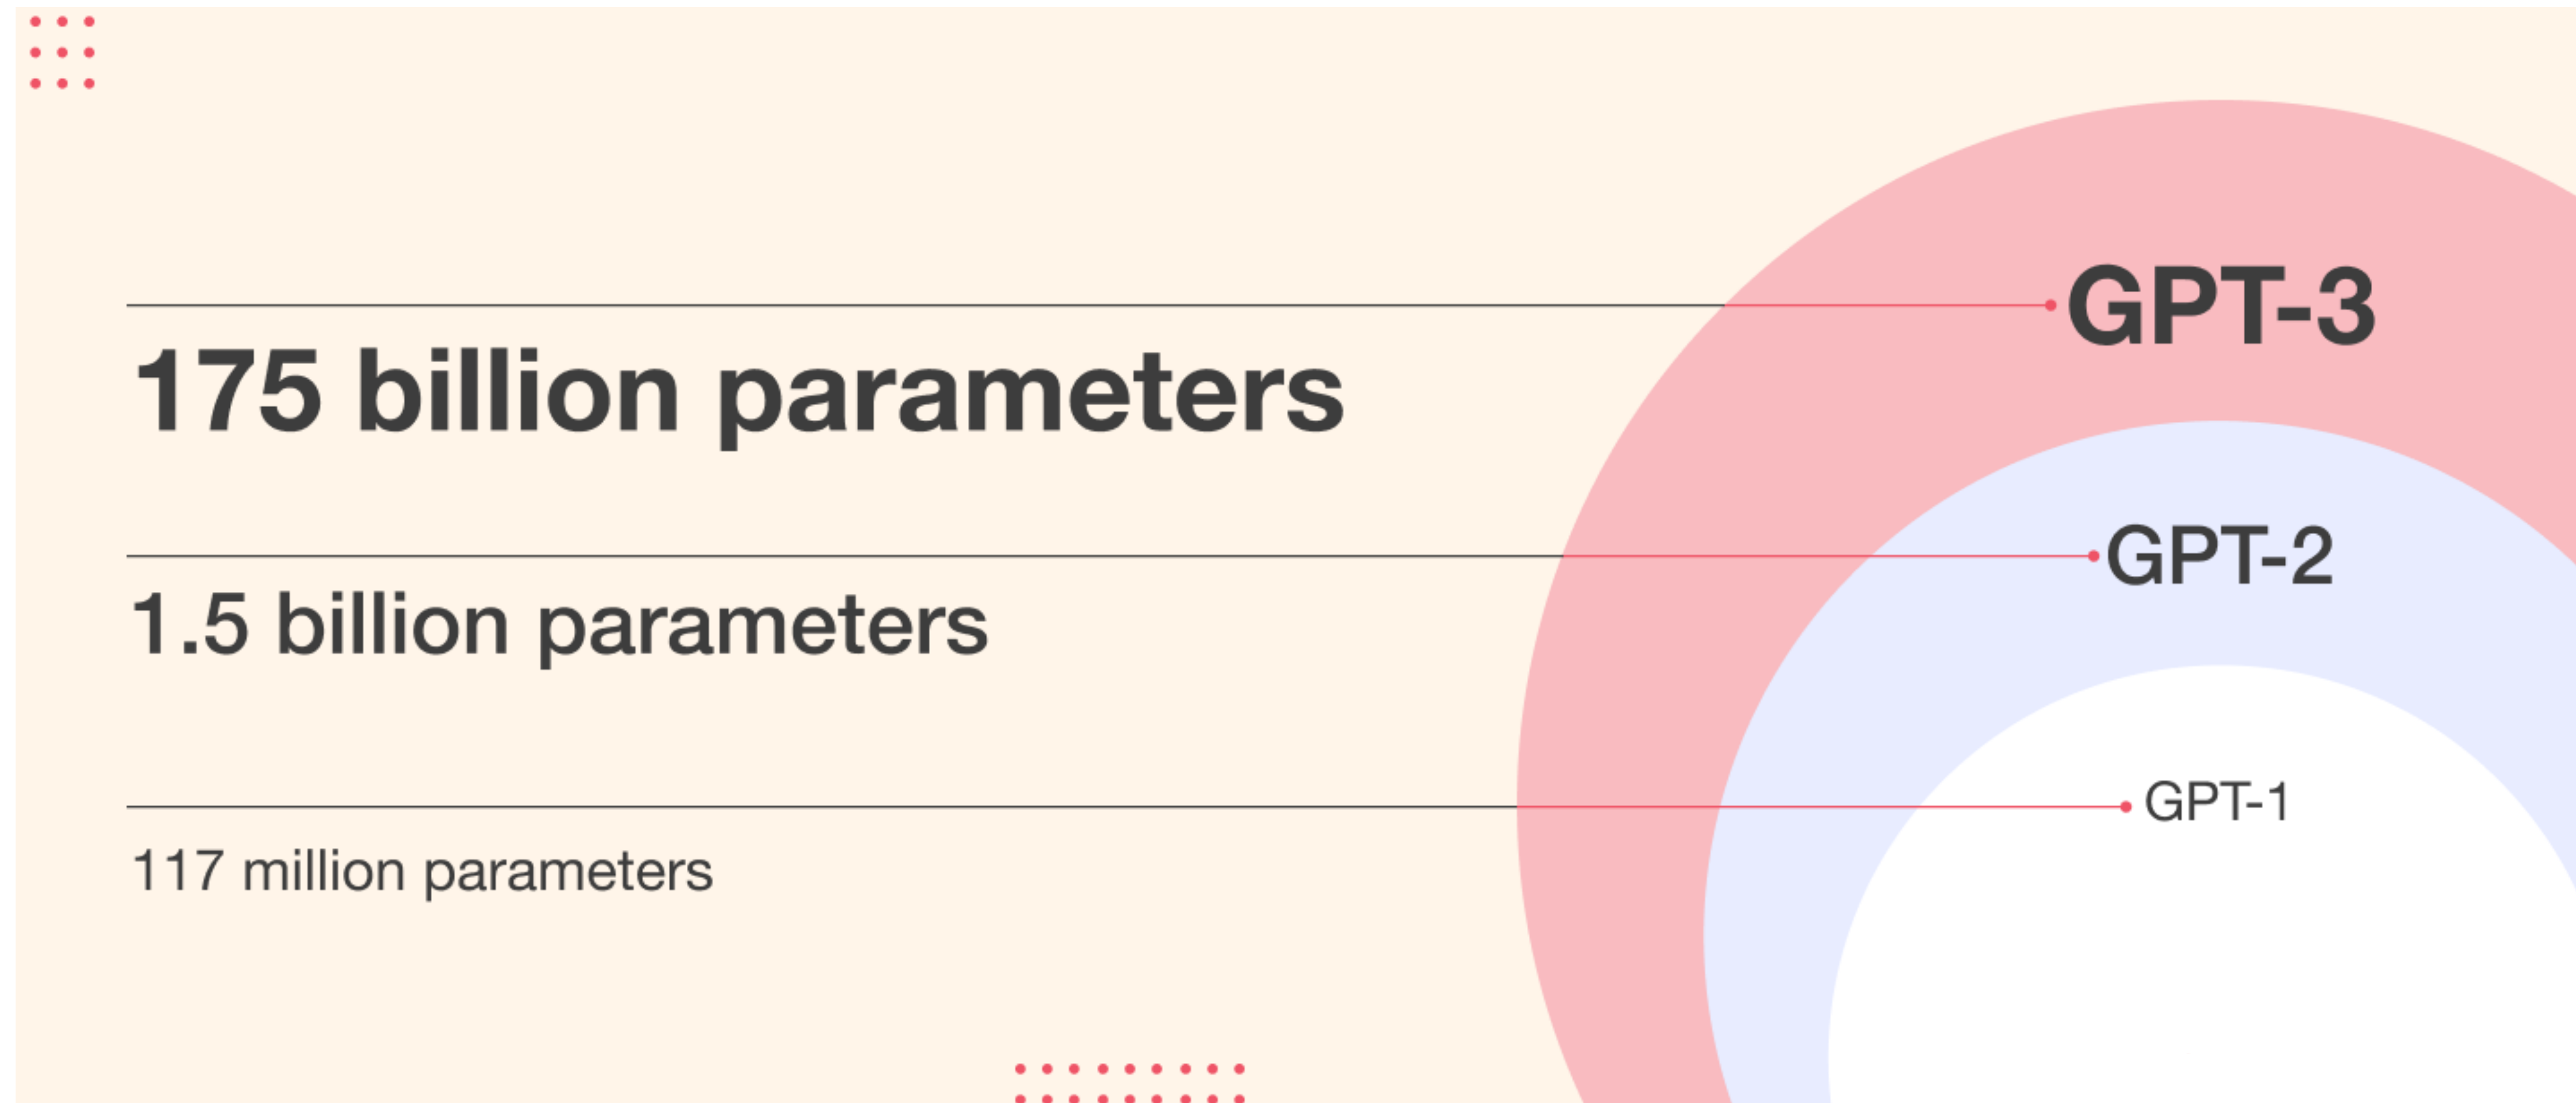 GPT-3
175 billion parameters
GPT-2
1.5 billion parameters
GPT-1
117 million parameters